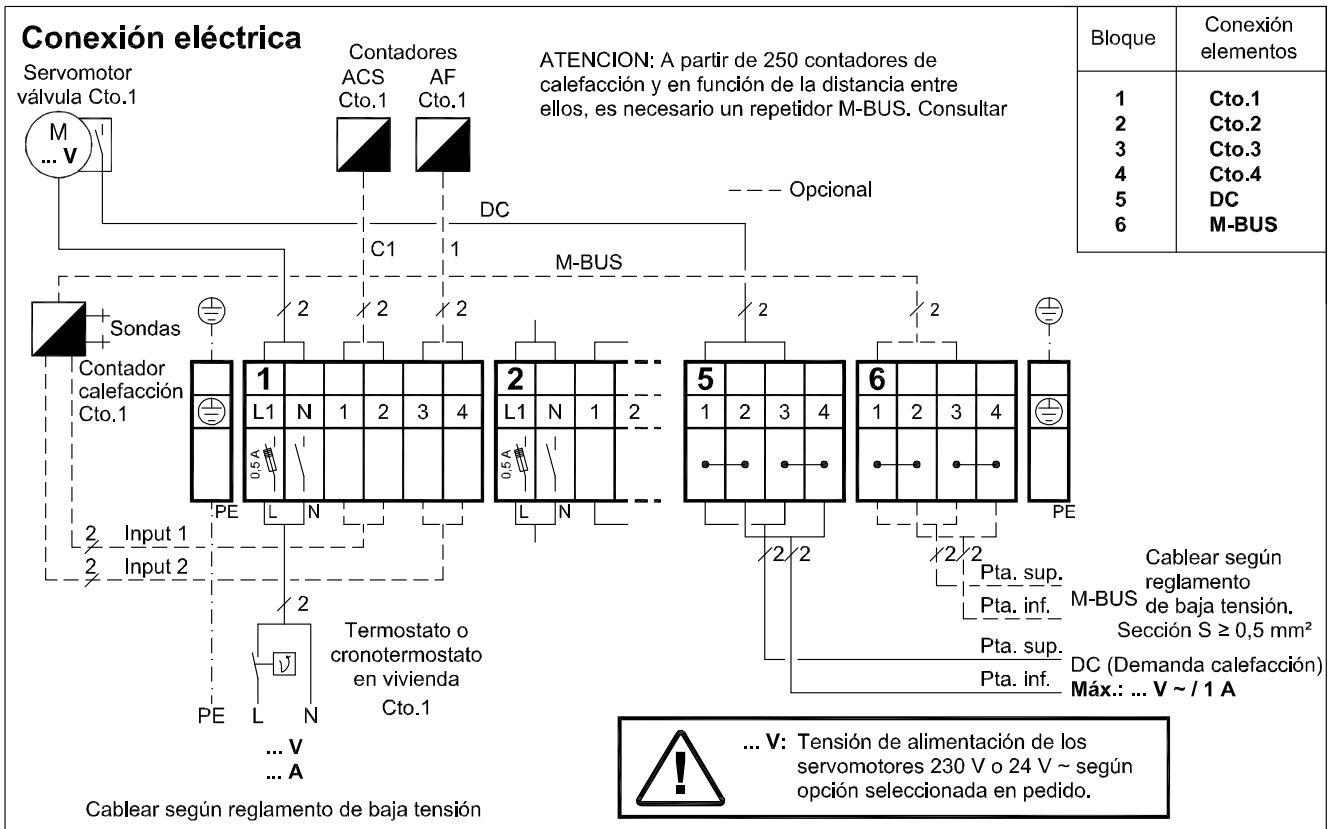 Conexión eléctrica
Servomotor
válvula Cto.1
M
... V
Contadores
ACS
Cto.1
AF
Cto.1
ATENCION: A partir de 250 contadores de
calefacción y en función de la distancia entre
ellos, es necesario un repetidor M-BUS. Consultar
Bloque
Conexión
elementos
1 Cto.1
2 Cto.2
3 Cto.3
4 Cto.4
5 DC
6 M-BUS
Opcional
DC
C1
1
M-BUS
2
2
2
2
2
Sondas
Contador
calefacción
Cto.1
1
L1 N 1 2 3 4
0,5 A
2
L1 N 1 2
0,5 A
5
1 2 3 4
6
1 2 3 4
PE
L N
L N
PE
2 Input 1
2 Input 2
2
2 2
2 2
Termostato o
cronotermostato
en vivienda
Cto.1
PE L N
... V
... A
Cablear según reglamento de baja tensión
Pta. sup.
Pta. inf.
M-BUS
Cablear según
reglamento
de baja tensión.
Sección S ≥ 0,5 mm²
Pta. sup.
Pta. inf.
DC (Demanda calefacción)
Máx.: ... V ~ / 1 A
... V: Tensión de alimentación de los
servomotores 230 V o 24 V ~ según
opción seleccionada en pedido.